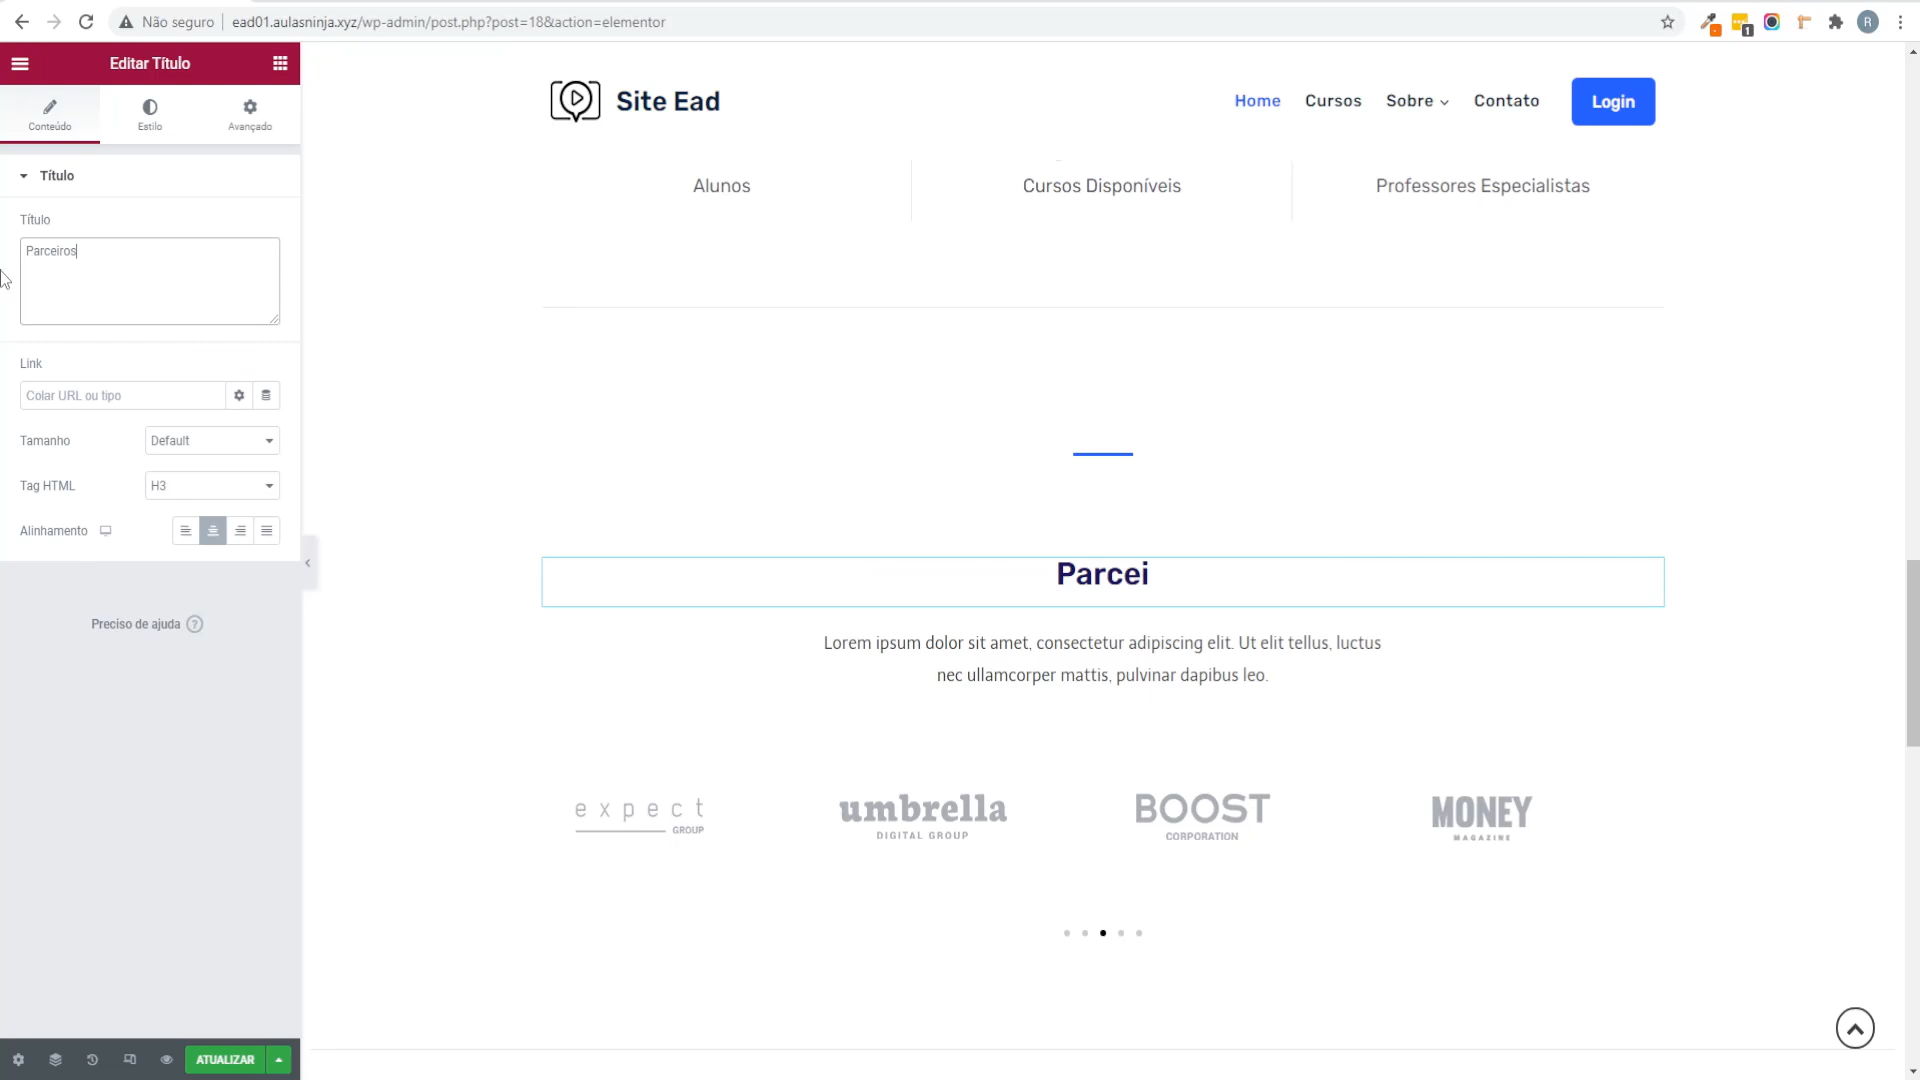 Não seguro
ead01.aulasninja.xyz/wp-admin/post.php?post=18&action=elementor
1
R
Editar Título
Conteúdo
Estilo
Avançado
Título
Título
Parceiros
Link
Colar URL ou tipo
Tamanho
Default
Tag HTML
H3
Alinhamento
Preciso de ajuda ?
ATUALIZAR
Site Ead
Home
Cursos
Sobre
Contato
Login
Alunos
Cursos Disponíveis
Professores Especialistas
Parcei
Lorem ipsum dolor sit amet, consectetur adipiscing elit. Ut elit tellus, luctus
nec ullamcorper mattis, pulvinar dapibus leo.
expect
GROUP
umbrella
DIGITAL GROUP
BOOST
CORPORATION
MONEY
MAGAZINE